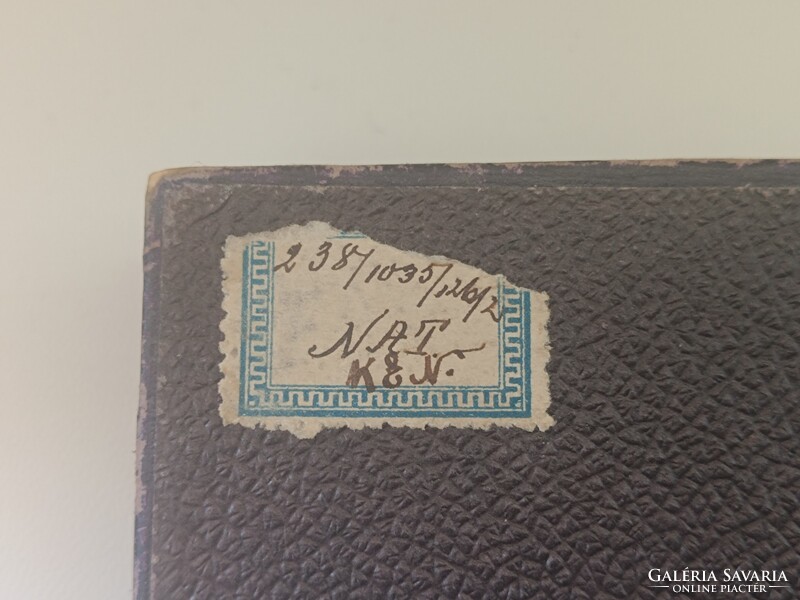 238/1035/126/2
NAT
KEN.
GALÉRIA SAVARIA
ONLINE PIACTÉR